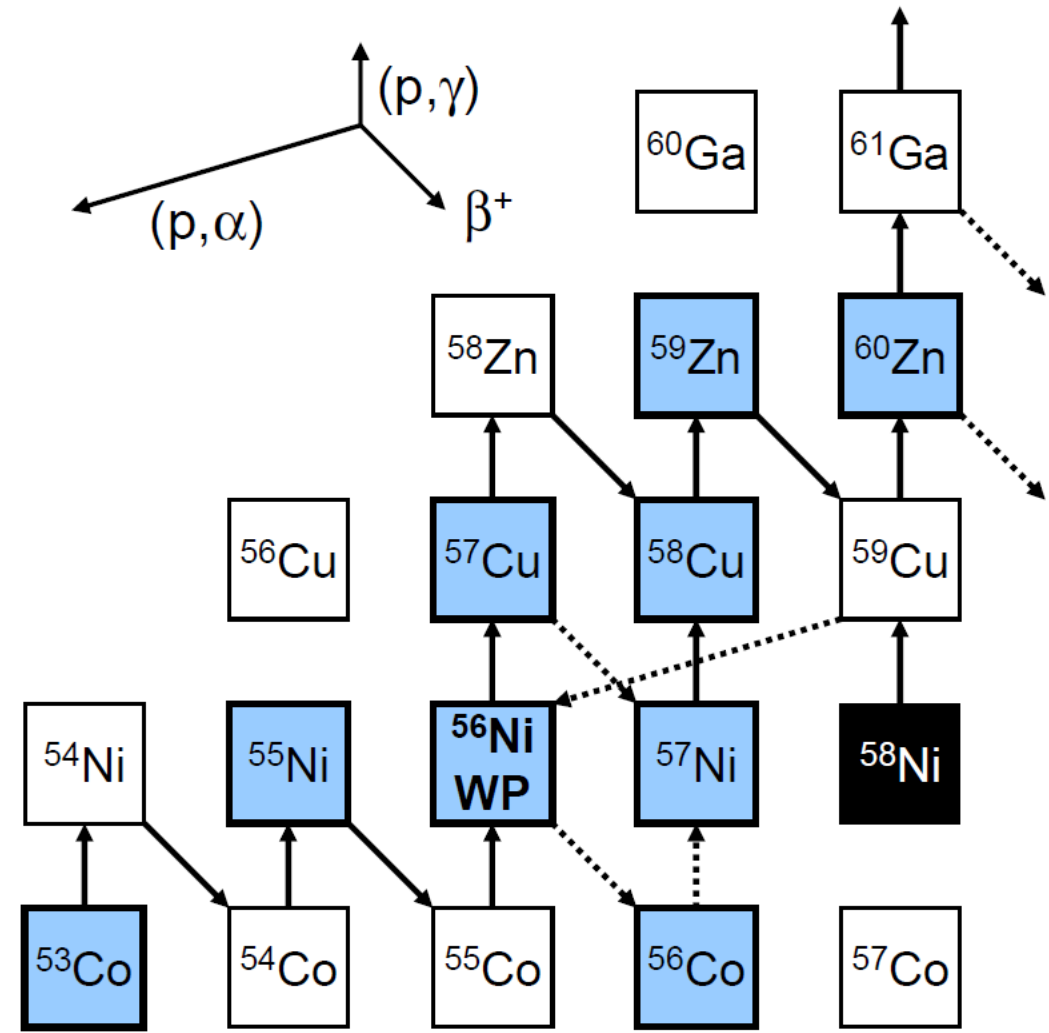 (p,γ)
(p,α)
β⁺
⁶⁰Ga
⁶¹Ga
⁵⁸Zn
⁵⁹Zn
⁶⁰Zn
⁵⁶Cu
⁵⁷Cu
⁵⁸Cu
⁵⁹Cu
⁵⁴Ni
⁵⁵Ni
⁵⁶Ni
WP
⁵⁷Ni
⁵⁸Ni
⁵³Co
⁵⁴Co
⁵⁵Co
⁵⁶Co
⁵⁷Co